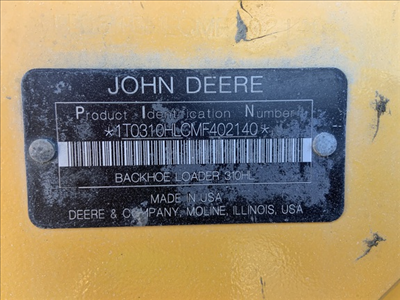 JOHN DEERE
Product Identification Number
*1T0310HLCMF402140*
BACKHOE LOADER 310HL
MADE IN USA
DEERE & COMPANY, MOLINE, ILLINOIS, USA